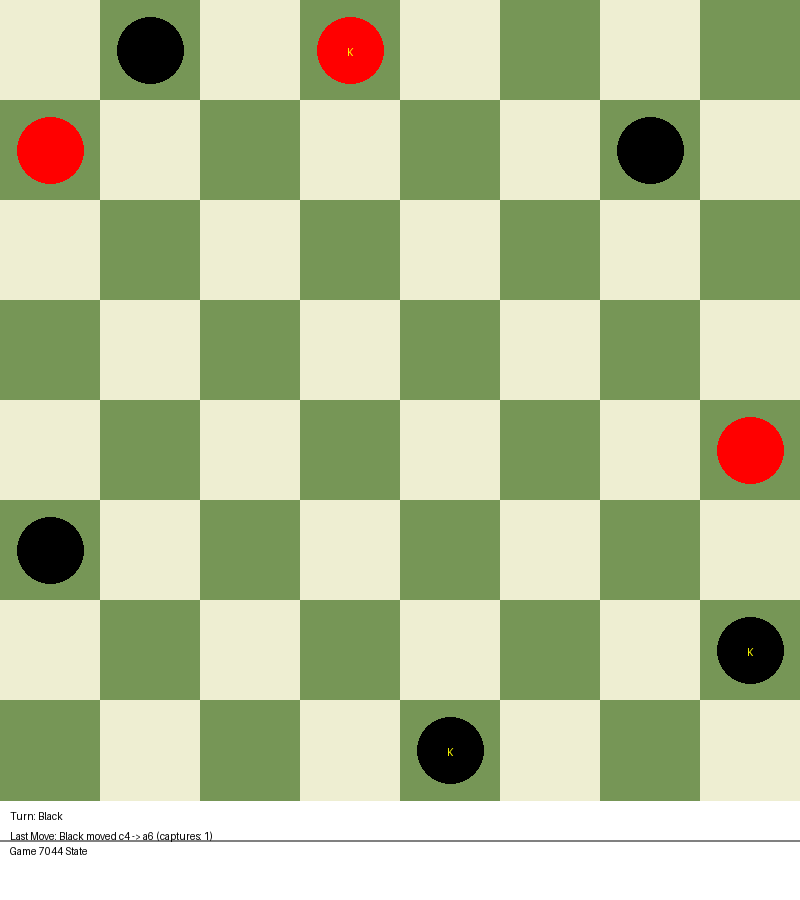 K
K
K
Turn: Black
Last Move: Black moved c4 -> a6 (captures: 1)
Game 7044 State